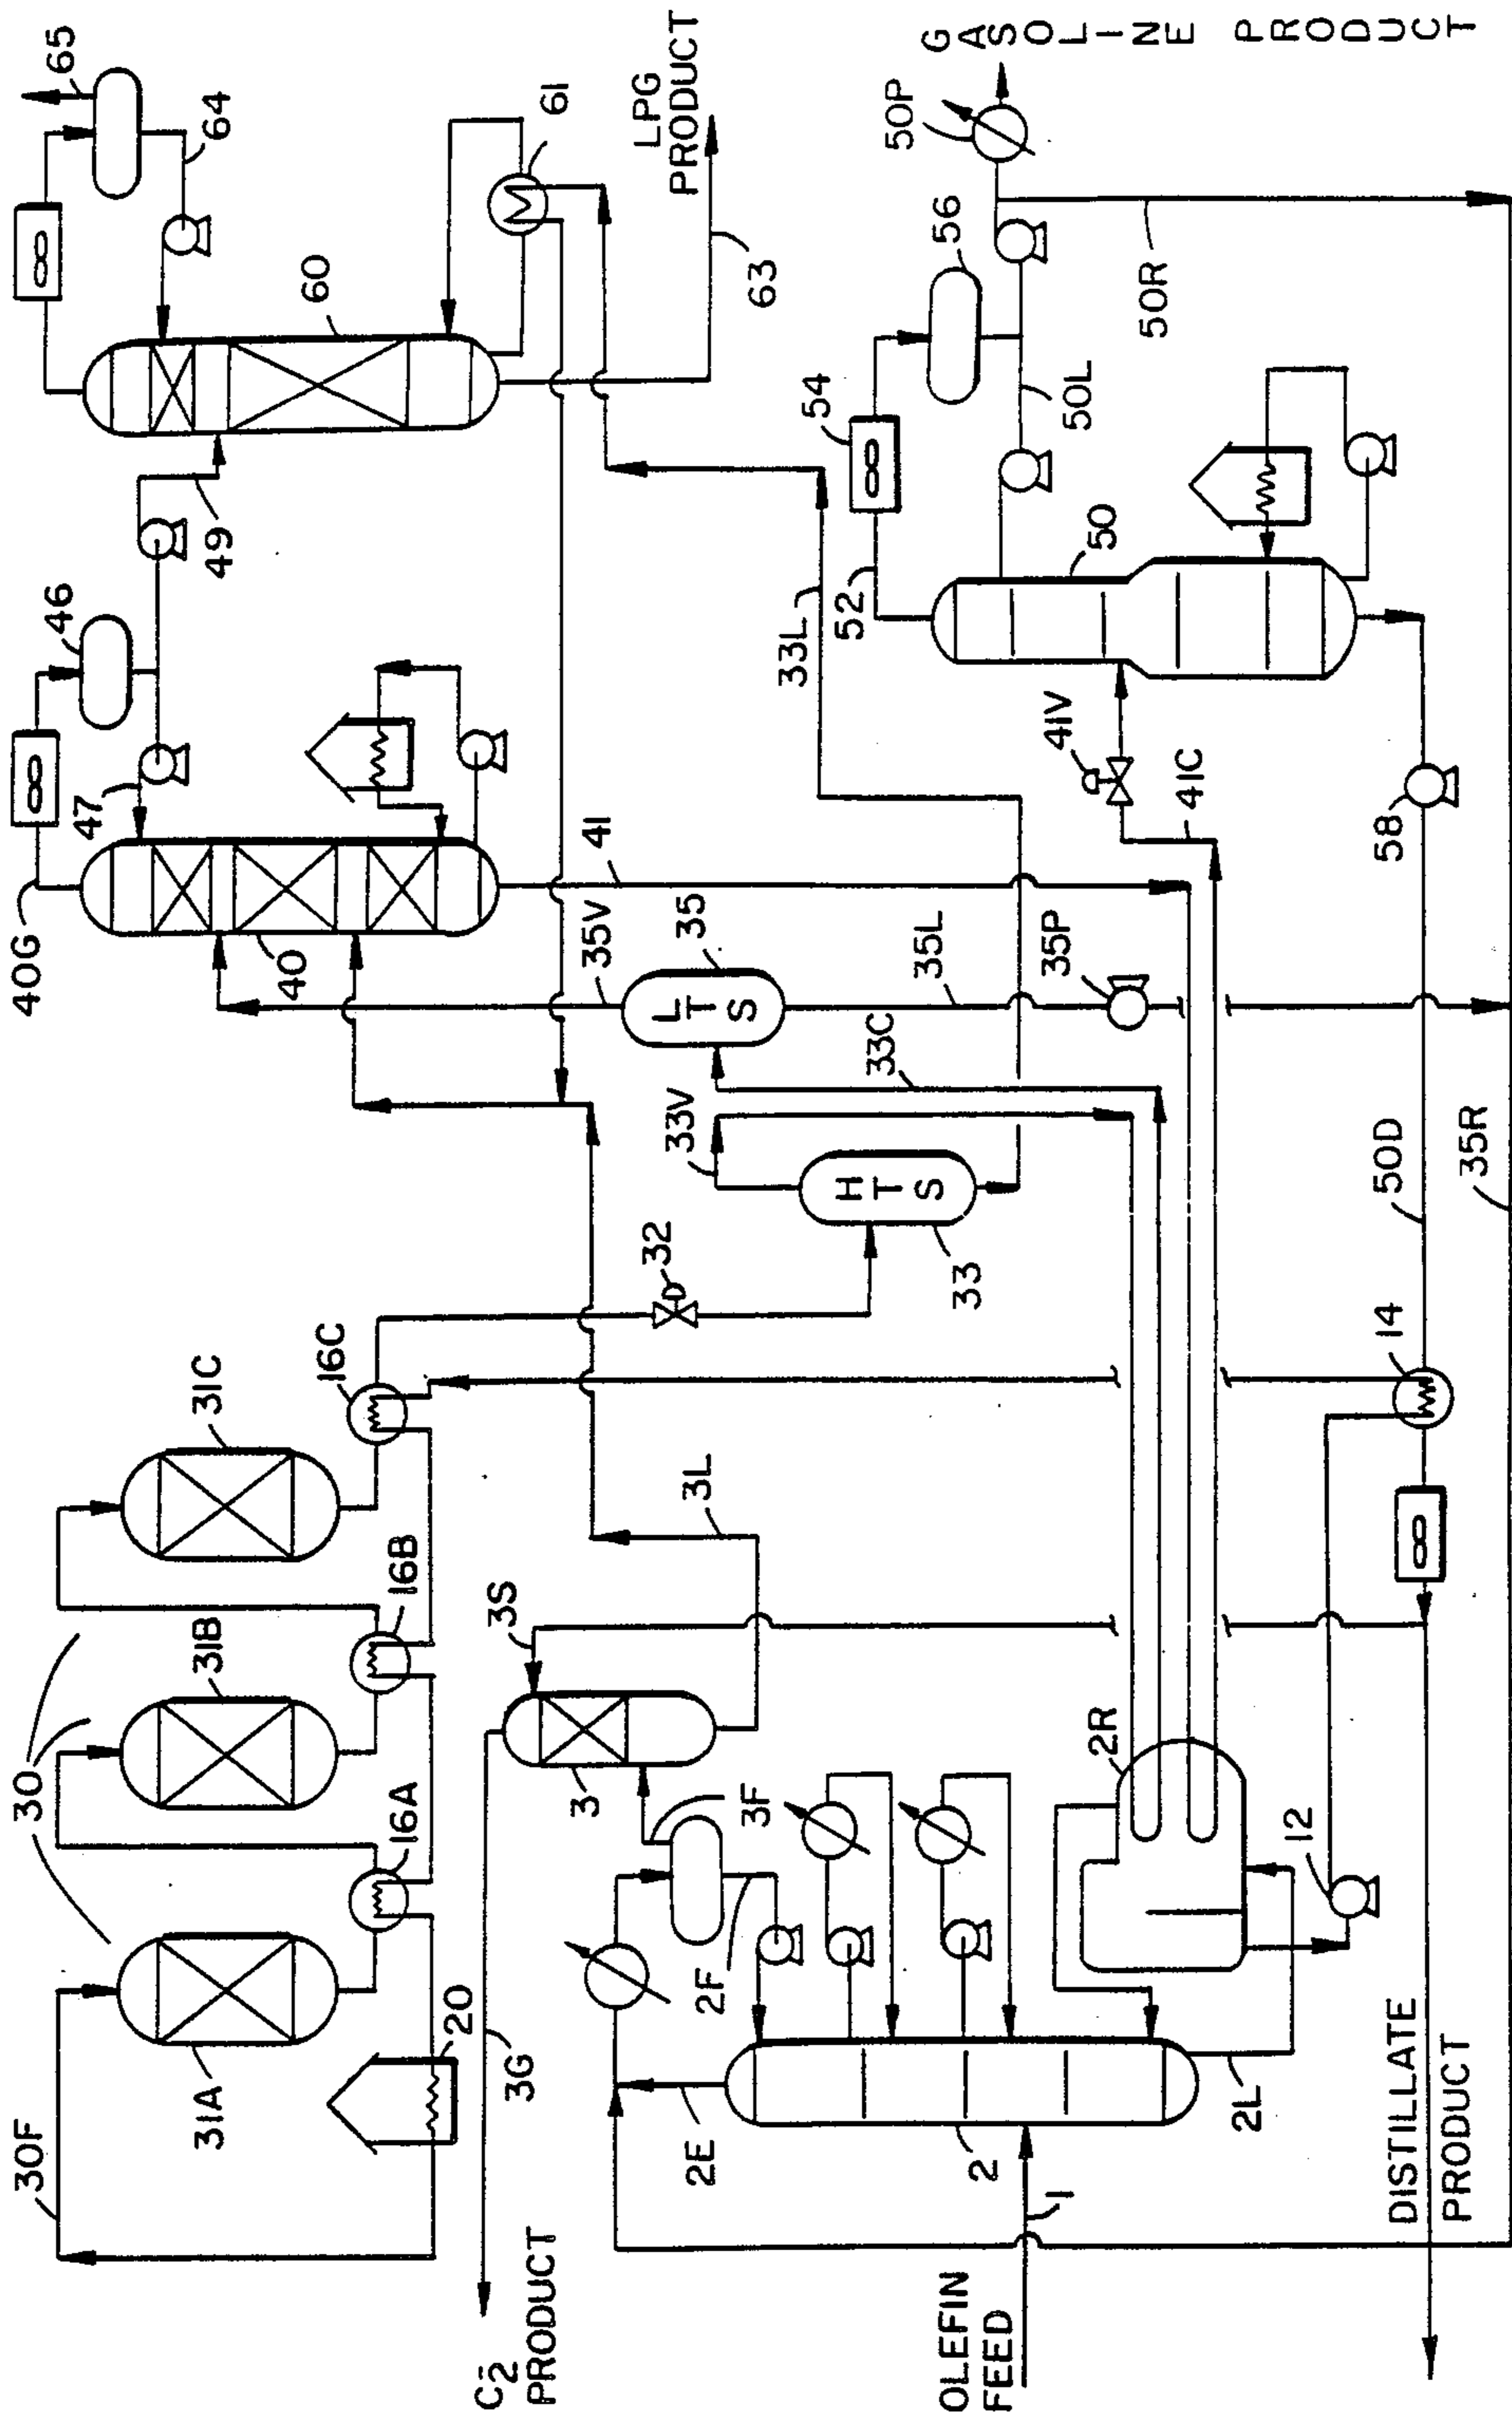 40G
46
47
40
49
60
65
64
61
LPG
PRODUCT
63
41
35V
35
L
T
S
35L
35P
33V
33C
H
T
S
33
32
33L
30F
30
31A
31B
31C
16A
16B
16C
20
3G
C2̄
PRODUCT
3S
3
3L
3F
2F
2E
2
1
2L
2R
12
14
OLEFIN
FEED
DISTILLATE
PRODUCT
50D
35R
58
41V
41C
50
52
54
56
50L
50P
50R
GASOLINE PRODUCT